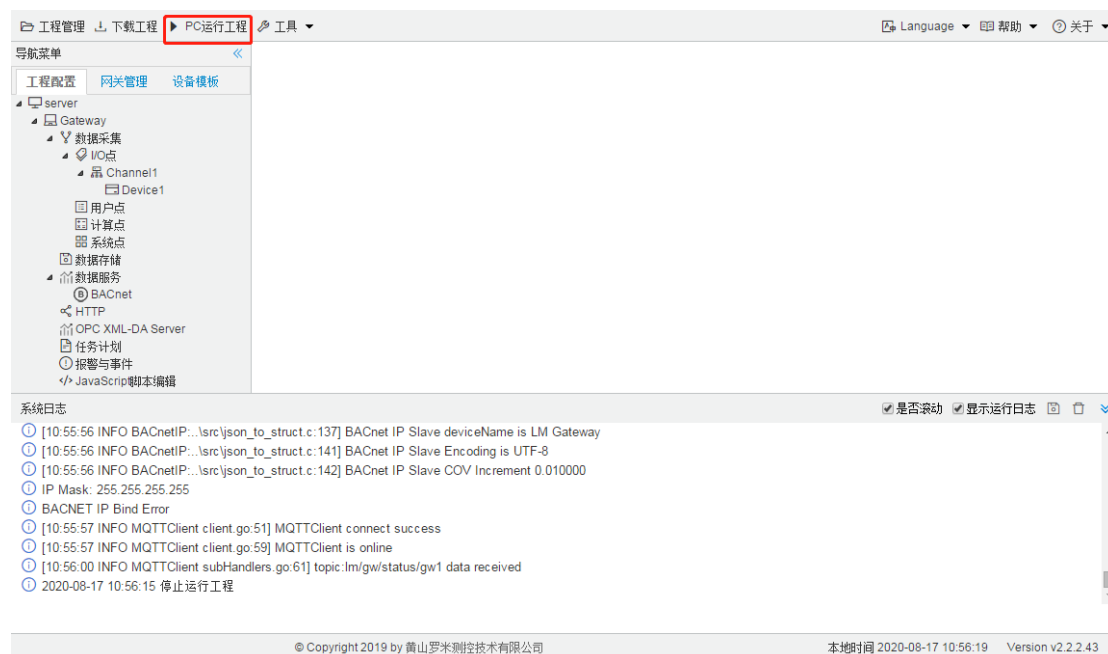 工程管理 下载工程 PC运行工程 工具 Language 帮助 关于
导航菜单
工程配置 网关管理 设备模板
server
Gateway
数据采集
I/O点
Channel1
Device1
用户点
计算点
系统点
数据存储
数据服务
BACnet
HTTP
OPC XML-DA Server
任务计划
报警与事件
JavaScript脚本编辑
系统日志 是否滚动 显示运行日志
[10:55:56 INFO BACnetIP:..\src\json_to_struct.c:137] BACnet IP Slave deviceName is LM Gateway
[10:55:56 INFO BACnetIP:..\src\json_to_struct.c:141] BACnet IP Slave Encoding is UTF-8
[10:55:56 INFO BACnetIP:..\src\json_to_struct.c:142] BACnet IP Slave COV Increment 0.010000
IP Mask: 255.255.255.255
BACNET IP Bind Error
[10:55:57 INFO MQTTClient client.go:51] MQTTClient connect success
[10:55:57 INFO MQTTClient client.go:59] MQTTClient is online
[10:56:00 INFO MQTTClient subHandlers.go:61] topic:lm/gw/status/gw1 data received
2020-08-17 10:56:15 停止运行工程
© Copyright 2019 by 黄山罗米测控技术有限公司 本地时间 2020-08-17 10:56:19 Version v2.2.2.43